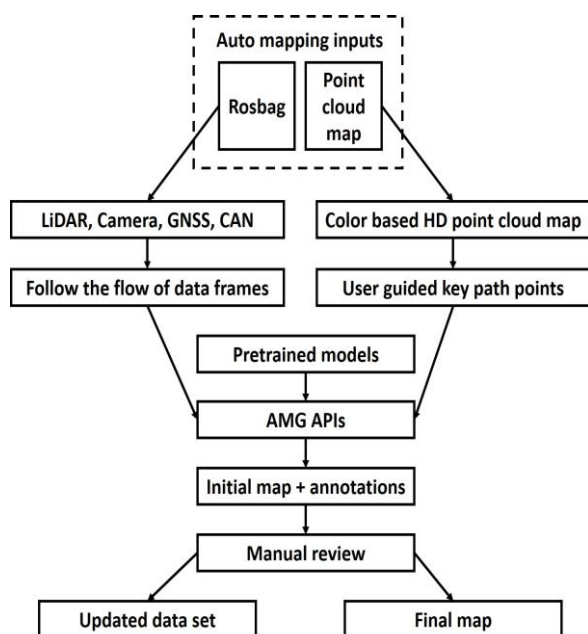 Auto mapping inputs
Rosbag
Point
cloud
map
LiDAR, Camera, GNSS, CAN
Color based HD point cloud map
Follow the flow of data frames
User guided key path points
Pretrained models
AMG APIs
Initial map + annotations
Manual review
Updated data set
Final map